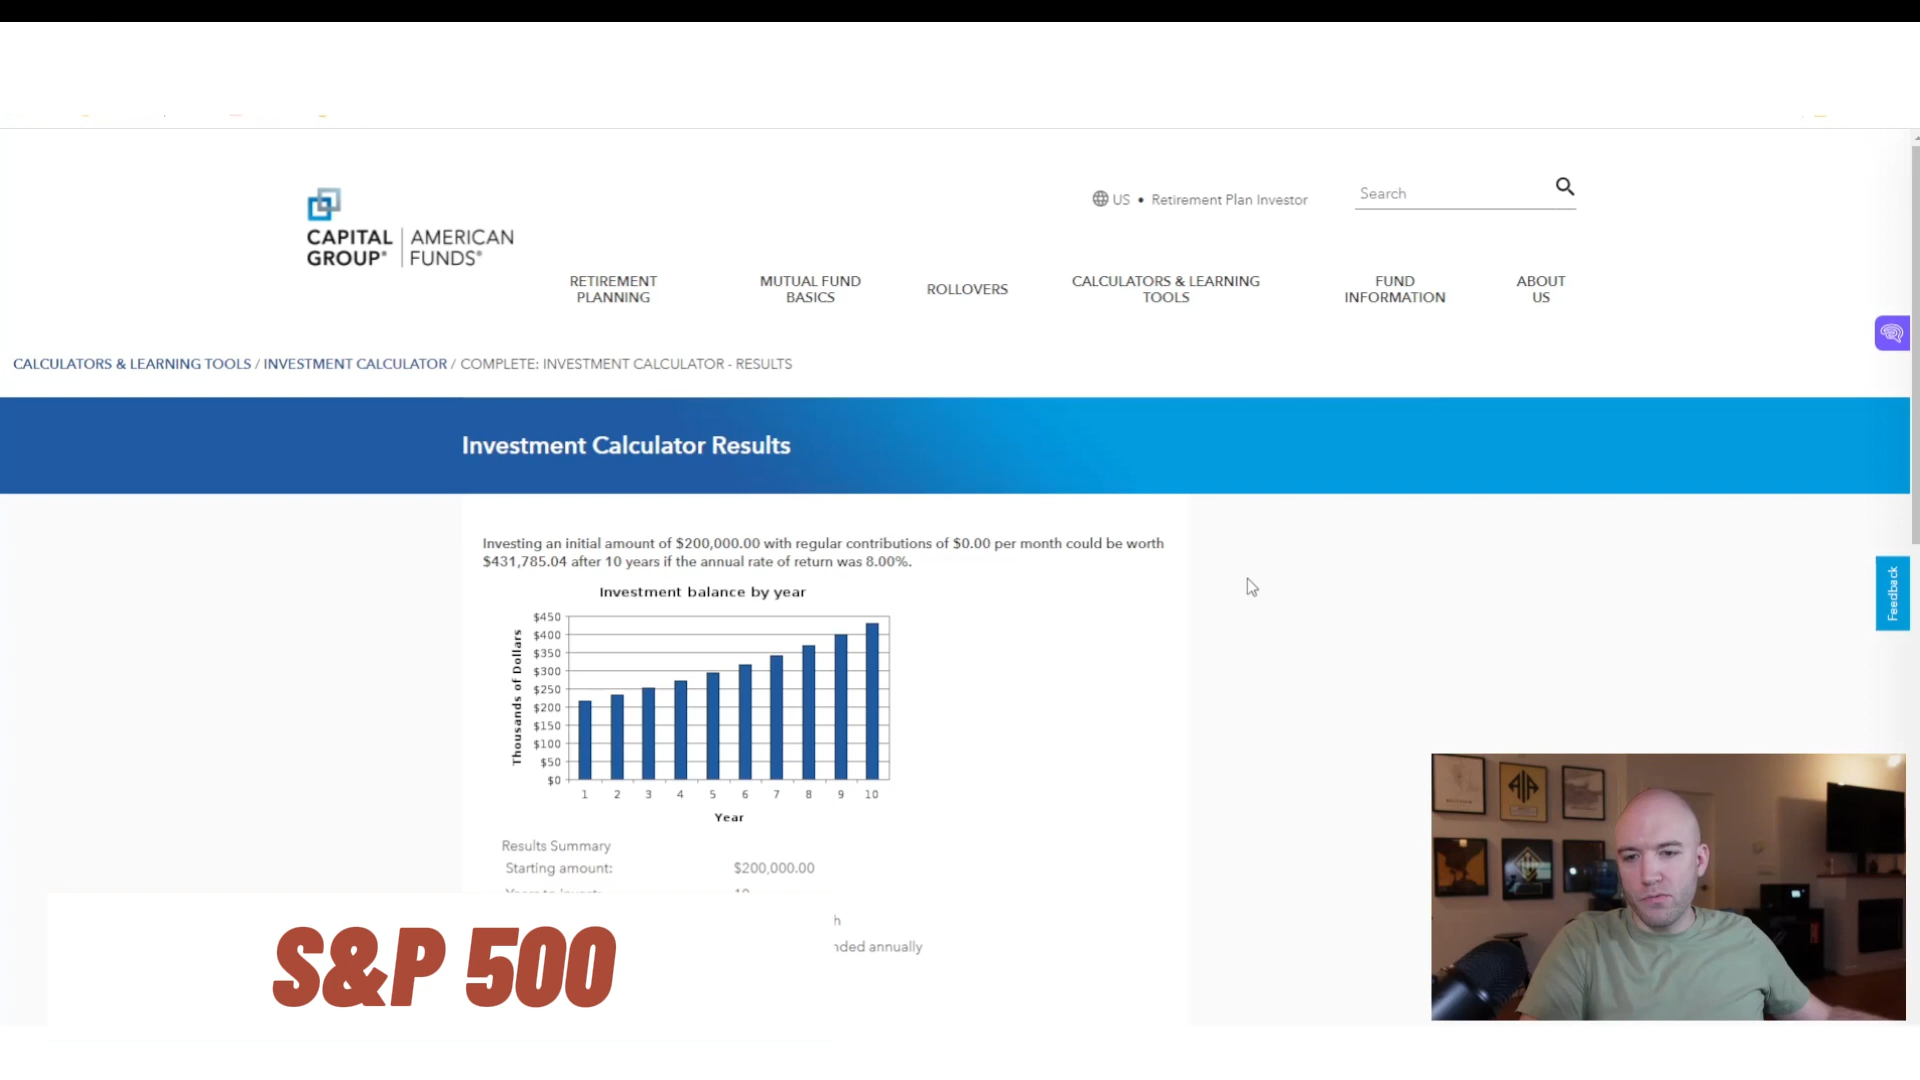 CAPITAL GROUP® | AMERICAN FUNDS®
US • Retirement Plan Investor
Search
RETIREMENT PLANNING
MUTUAL FUND BASICS
ROLLOVERS
CALCULATORS & LEARNING TOOLS
FUND INFORMATION
ABOUT US
CALCULATORS & LEARNING TOOLS / INVESTMENT CALCULATOR / COMPLETE: INVESTMENT CALCULATOR - RESULTS
Investment Calculator Results
Investing an initial amount of $200,000.00 with regular contributions of $0.00 per month could be worth
$431,785.04 after 10 years if the annual rate of return was 8.00%.
Investment balance by year
Thousands of Dollars
$450
$400
$350
$300
$250
$200
$150
$100
$50
$0
1 2 3 4 5 6 7 8 9 10
Year
Results Summary
Starting amount: $200,000.00
h
nded annually
S&P 500
Feedback